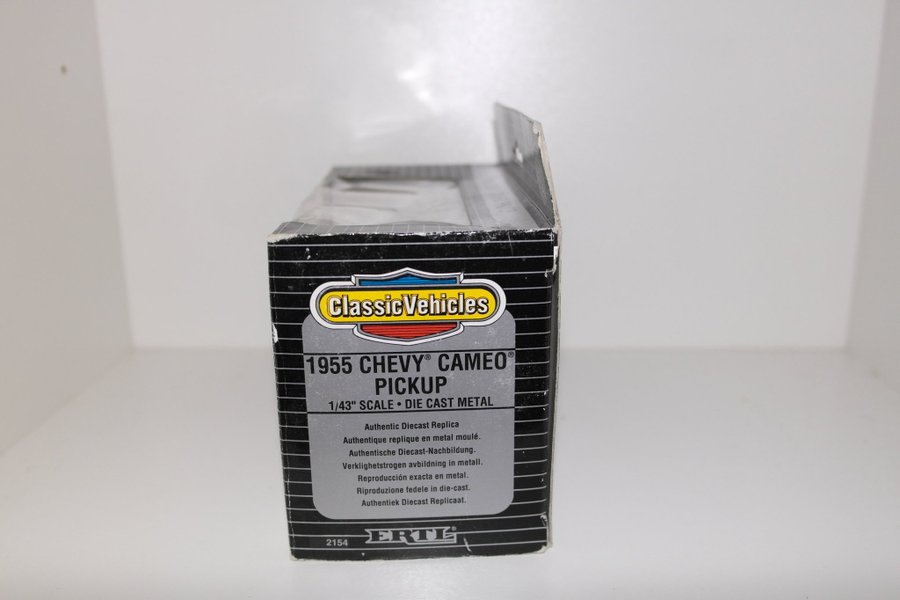 ClassicVehicles
1955 CHEVY® CAMEO®
PICKUP
1/43" SCALE • DIE CAST METAL
Authentic Diecast Replica
Authentique replique en metal moulé.
Authentische Diecast-Nachbildung.
Verklighetstrogen avbildning in metall.
Reproducción exacta en metal.
Riproduzione fedele in die-cast.
Authentiek Diecast Replicaat.
2154 ERTL®